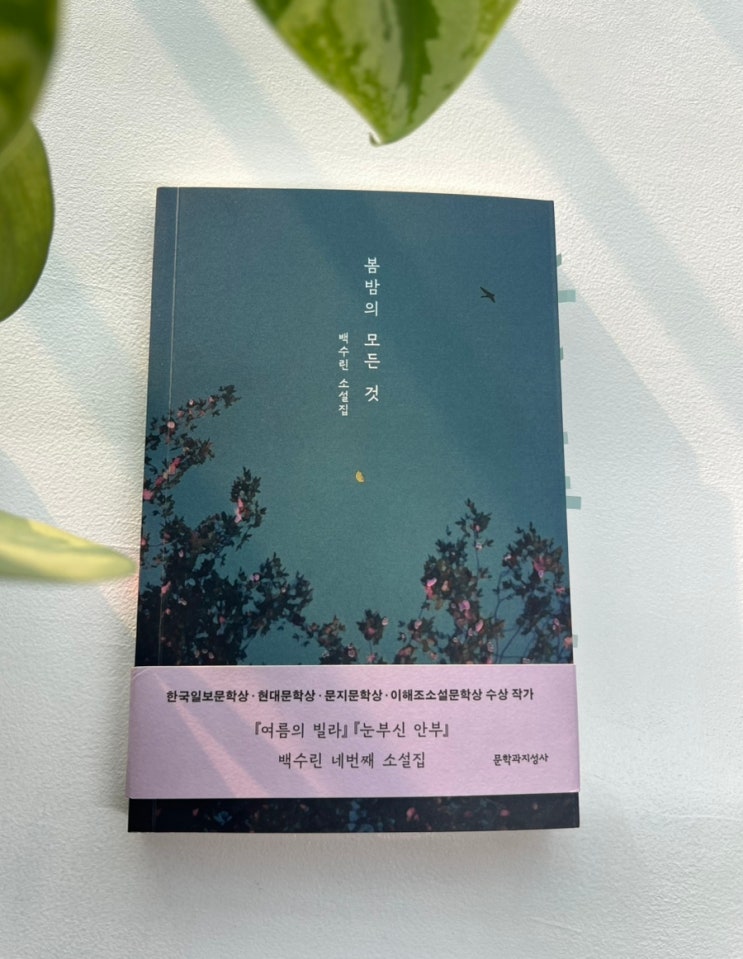 봄밤의 모든 것
백수린 소설집
한국일보문학상 · 현대문학상 · 문지문학상 · 이해조소설문학상 수상 작가
『여름의 빌라』 『눈부신 안부』
백수린 네번째 소설집
문학과지성사